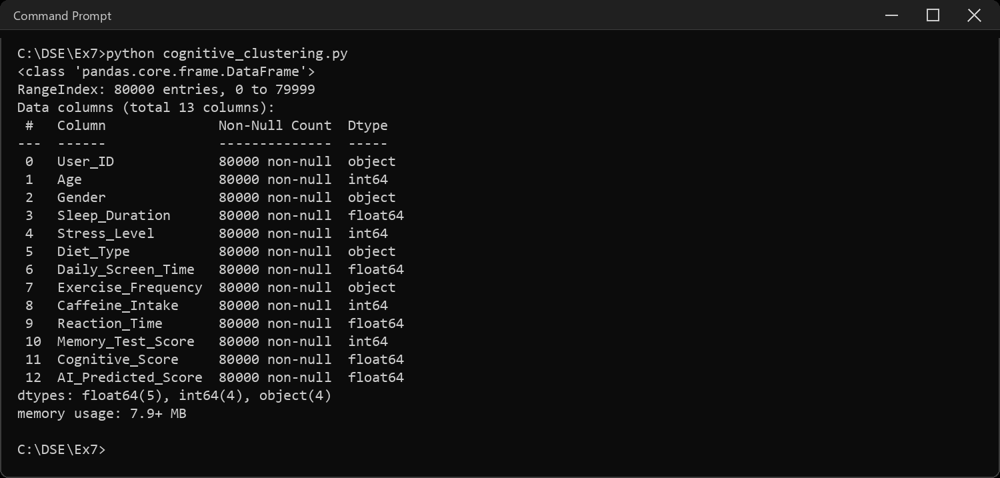 Command Prompt
C:\DSE\Ex7>python cognitive_clustering.py
<class 'pandas.core.frame.DataFrame'>
RangeIndex: 80000 entries, 0 to 79999
Data columns (total 13 columns):
 #   Column              Non-Null Count  Dtype
---  ------              --------------  -----
 0   User_ID             80000 non-null  object
 1   Age                 80000 non-null  int64
 2   Gender              80000 non-null  object
 3   Sleep_Duration      80000 non-null  float64
 4   Stress_Level        80000 non-null  int64
 5   Diet_Type           80000 non-null  object
 6   Daily_Screen_Time   80000 non-null  float64
 7   Exercise_Frequency  80000 non-null  object
 8   Caffeine_Intake     80000 non-null  int64
 9   Reaction_Time       80000 non-null  float64
 10  Memory_Test_Score   80000 non-null  int64
 11  Cognitive_Score     80000 non-null  float64
 12  AI_Predicted_Score  80000 non-null  float64
dtypes: float64(5), int64(4), object(4)
memory usage: 7.9+ MB
C:\DSE\Ex7>